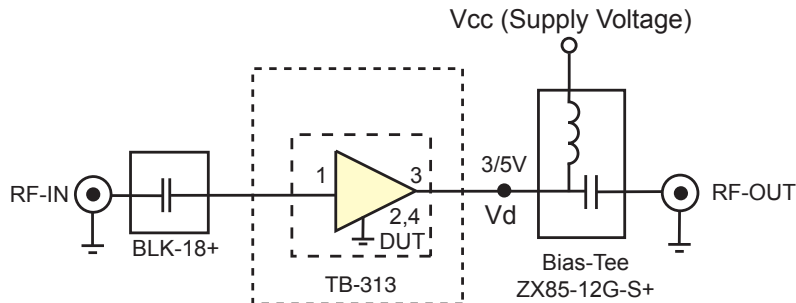 Vcc (Supply Voltage)
RF-IN
BLK-18+
1
3
2,4
DUT
TB-313
3/5V
Vd
Bias-Tee
ZX85-12G-S+
RF-OUT